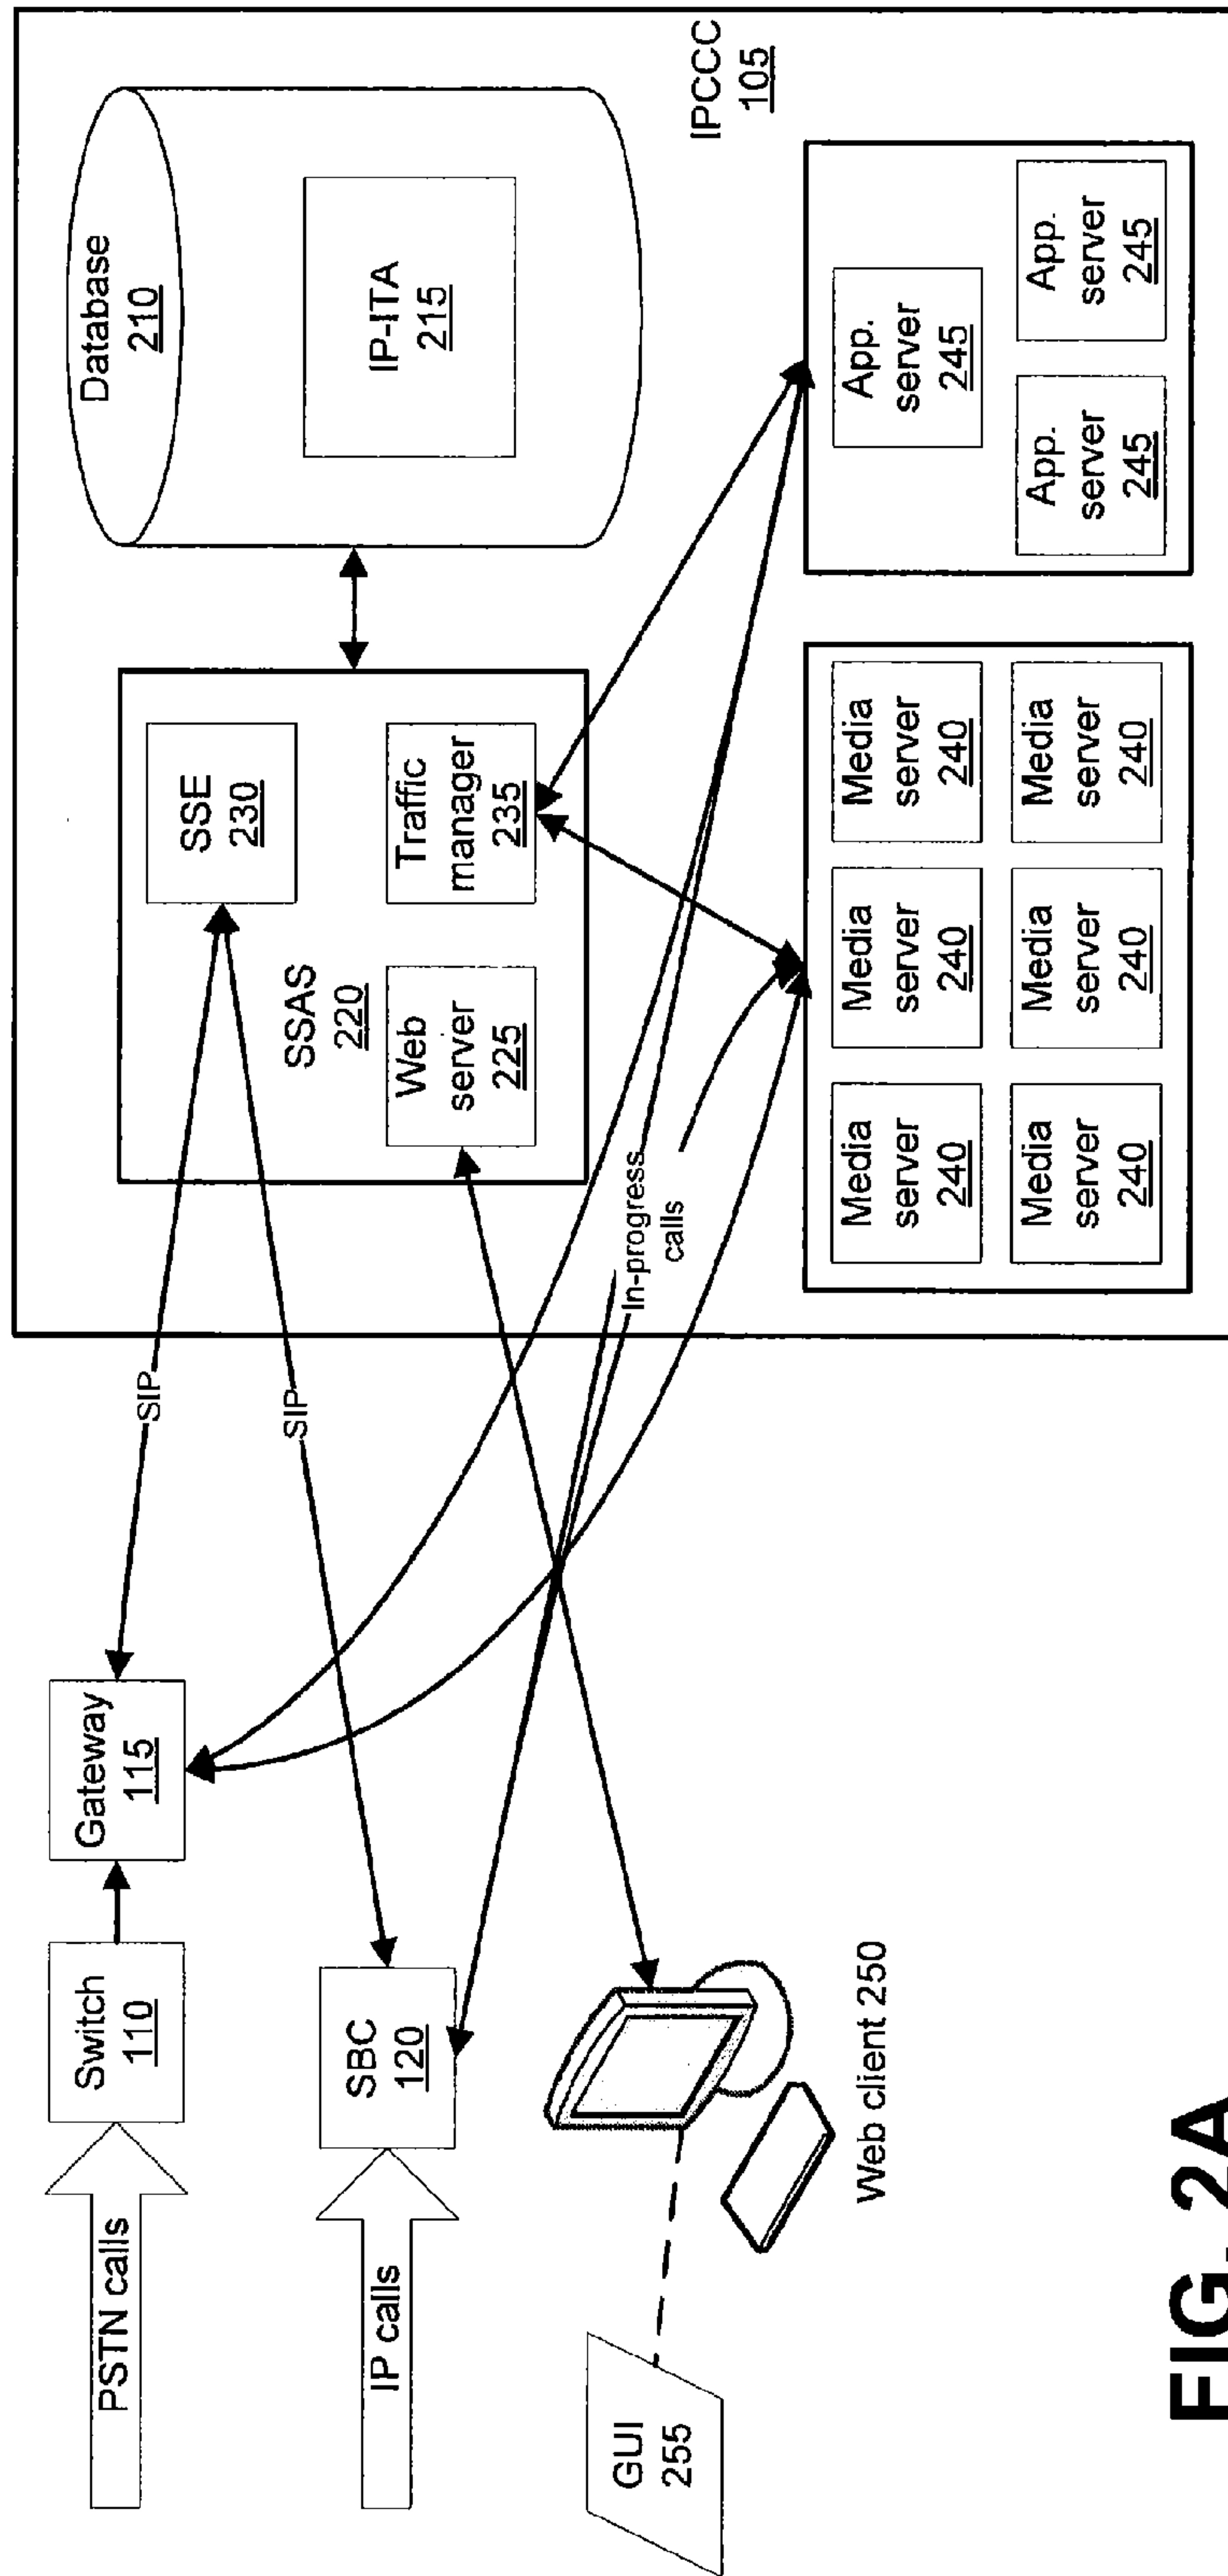 PSTN calls
Switch
110
Gateway
115
SIP
IP calls
SBC
120
SIP
GUI
255
Web client 250
SSAS
220
SSE
230
Web
server
225
Traffic
manager
235
Database
210
IP-ITA
215
IPCCC
105
In-progress
calls
Media
server
240
Media
server
240
Media
server
240
Media
server
240
Media
server
240
Media
server
240
App.
server
245
App.
server
245
App.
server
245
FIG. 2A